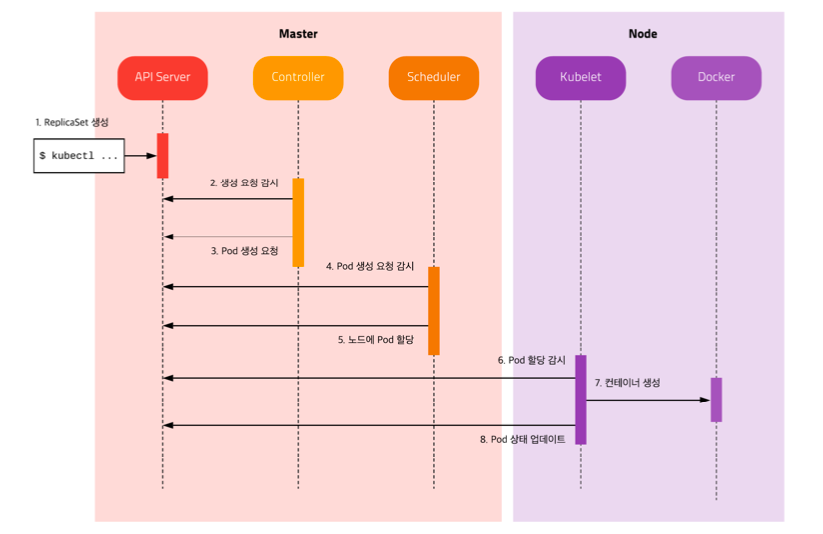 Master
Node
API Server
Controller
Scheduler
Kubelet
Docker
1. ReplicaSet 생성
$ kubectl ...
2. 생성 요청 감시
3. Pod 생성 요청
4. Pod 생성 요청 감시
5. 노드에 Pod 할당
6. Pod 할당 감시
7. 컨테이너 생성
8. Pod 상태 업데이트